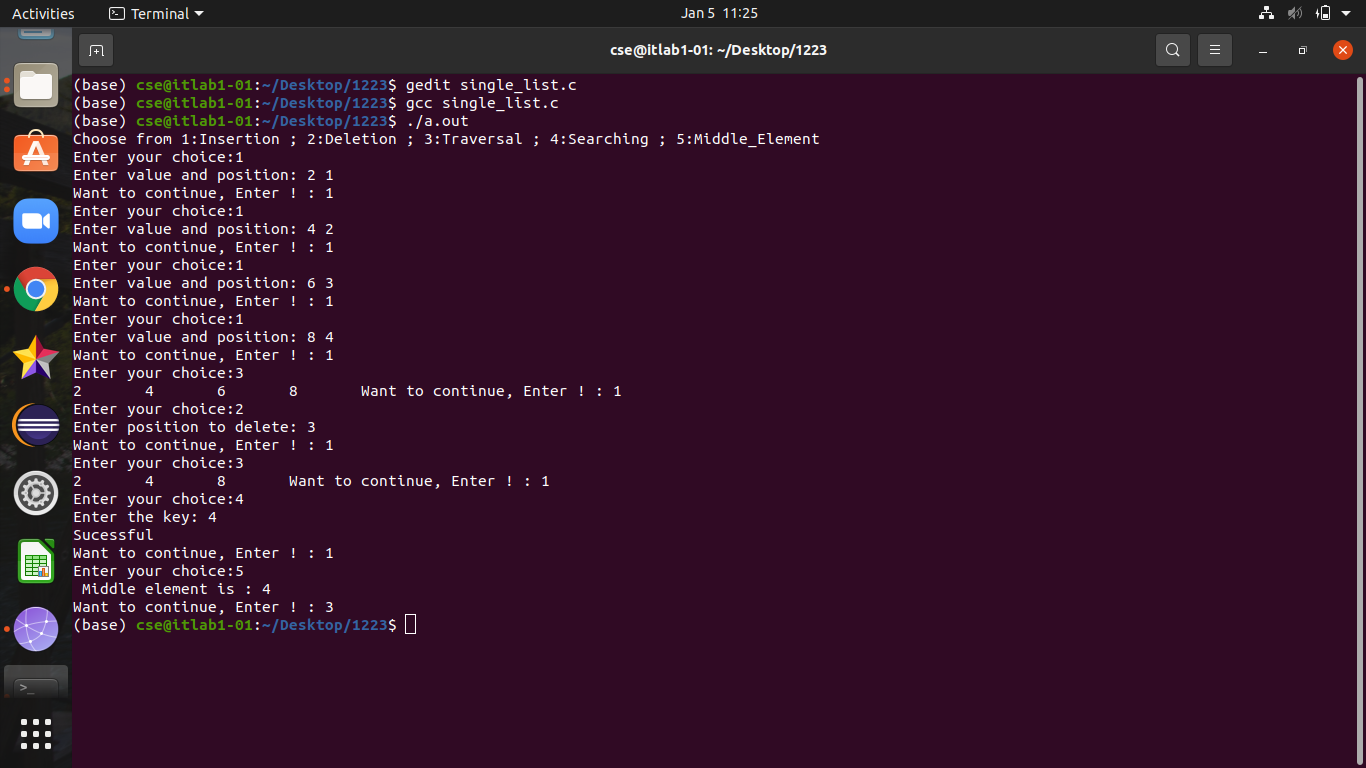 Activities Terminal Jan 5 11:25
cse@itlab1-01: ~/Desktop/1223
(base) cse@itlab1-01:~/Desktop/1223$ gedit single_list.c
(base) cse@itlab1-01:~/Desktop/1223$ gcc single_list.c
(base) cse@itlab1-01:~/Desktop/1223$ ./a.out
Choose from 1:Insertion ; 2:Deletion ; 3:Traversal ; 4:Searching ; 5:Middle_Element
Enter your choice:1
Enter value and position: 2 1
Want to continue, Enter ! : 1
Enter your choice:1
Enter value and position: 4 2
Want to continue, Enter ! : 1
Enter your choice:1
Enter value and position: 6 3
Want to continue, Enter ! : 1
Enter your choice:1
Enter value and position: 8 4
Want to continue, Enter ! : 1
Enter your choice:3
2       4       6       8       Want to continue, Enter ! : 1
Enter your choice:2
Enter position to delete: 3
Want to continue, Enter ! : 1
Enter your choice:3
2       4       8       Want to continue, Enter ! : 1
Enter your choice:4
Enter the key: 4
Sucessful
Want to continue, Enter ! : 1
Enter your choice:5
 Middle element is : 4
Want to continue, Enter ! : 3
(base) cse@itlab1-01:~/Desktop/1223$